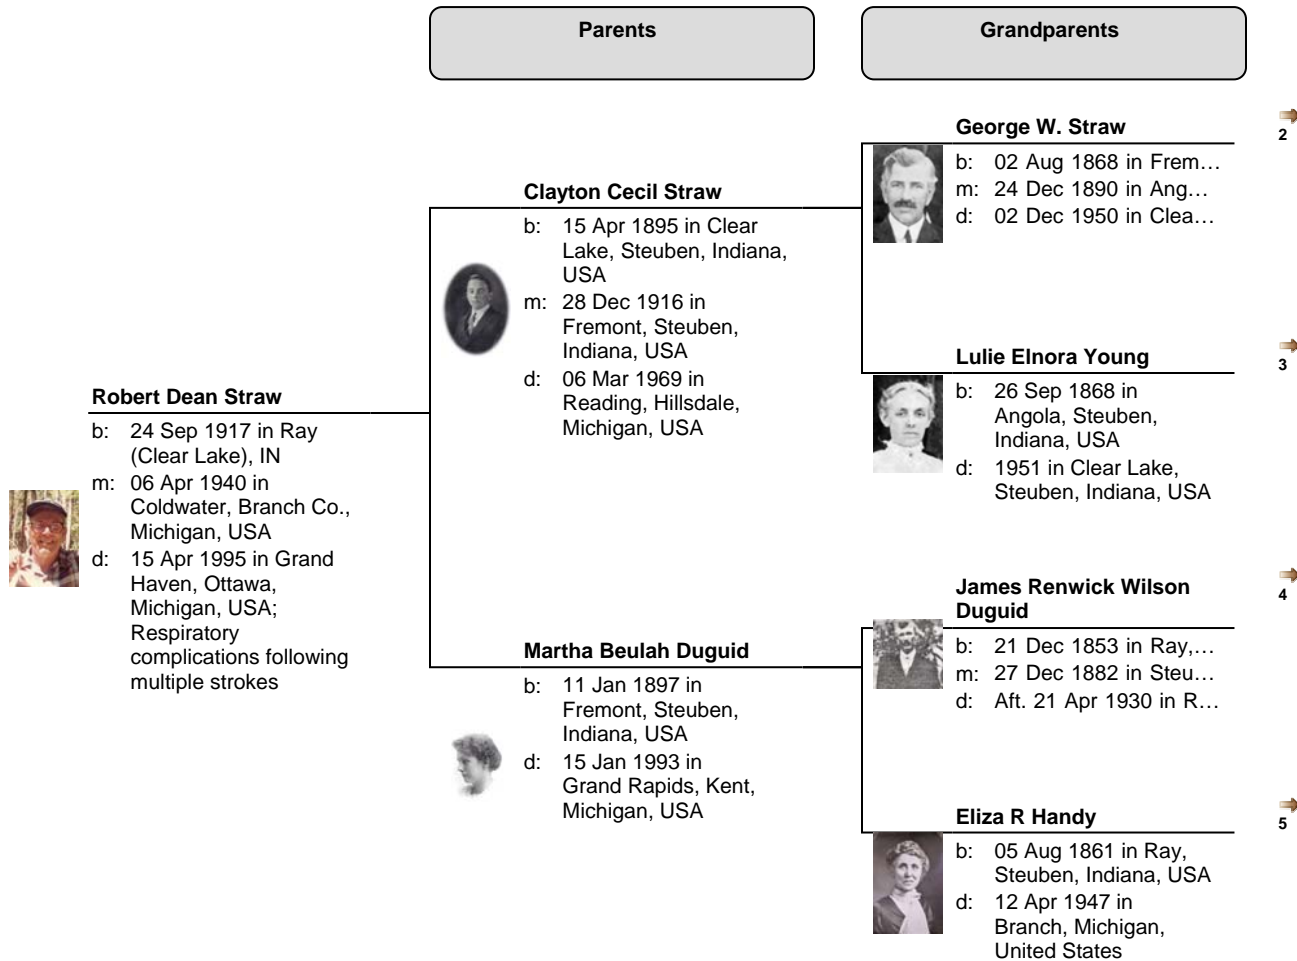 Parents
Grandparents
George W. Straw
b: 02 Aug 1868 in Frem…
m: 24 Dec 1890 in Ang…
d: 02 Dec 1950 in Clea…
2
Clayton Cecil Straw
b: 15 Apr 1895 in Clear
Lake, Steuben, Indiana,
USA
m: 28 Dec 1916 in
Fremont, Steuben,
Indiana, USA
d: 06 Mar 1969 in
Reading, Hillsdale,
Michigan, USA
Lulie Elnora Young
b: 26 Sep 1868 in
Angola, Steuben,
Indiana, USA
d: 1951 in Clear Lake,
Steuben, Indiana, USA
3
Robert Dean Straw
b: 24 Sep 1917 in Ray
(Clear Lake), IN
m: 06 Apr 1940 in
Coldwater, Branch Co.,
Michigan, USA
d: 15 Apr 1995 in Grand
Haven, Ottawa,
Michigan, USA;
Respiratory
complications following
multiple strokes
James Renwick Wilson
Duguid
b: 21 Dec 1853 in Ray,…
m: 27 Dec 1882 in Steu…
d: Aft. 21 Apr 1930 in R…
4
Martha Beulah Duguid
b: 11 Jan 1897 in
Fremont, Steuben,
Indiana, USA
d: 15 Jan 1993 in
Grand Rapids, Kent,
Michigan, USA
Eliza R Handy
b: 05 Aug 1861 in Ray,
Steuben, Indiana, USA
d: 12 Apr 1947 in
Branch, Michigan,
United States
5